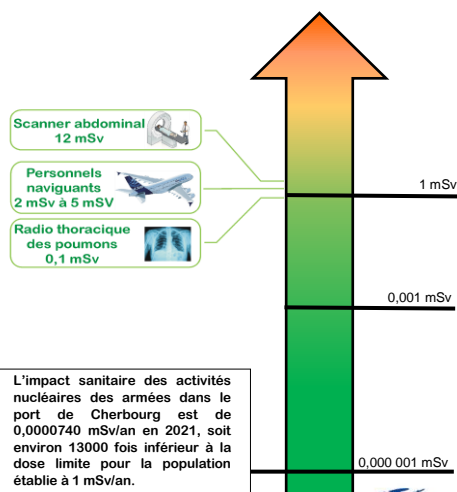 Scanner abdominal
12 mSv
Personnels
naviguants
2 mSv à 5 mSV
Radio thoracique
des poumons
0,1 mSv
1 mSv
0,001 mSv
L'impact sanitaire des activités
nucléaires des armées dans le
port de Cherbourg est de
0,0000740 mSv/an en 2021, soit
environ 13000 fois inférieur à la
dose limite pour la population
établie à 1 mSv/an.
0,000 001 mSv